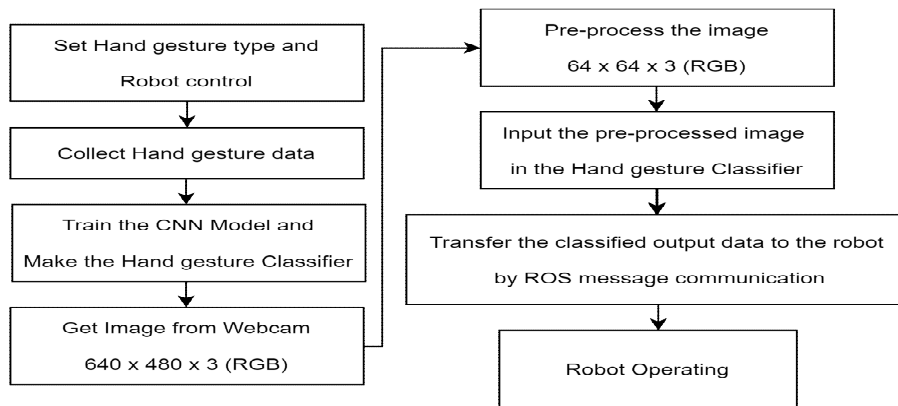 Set Hand gesture type and
Robot control
Collect Hand gesture data
Train the CNN Model and
Make the Hand gesture Classifier
Get Image from Webcam
640 x 480 x 3 (RGB)
Pre-process the image
64 x 64 x 3 (RGB)
Input the pre-processed image
in the Hand gesture Classifier
Transfer the classified output data to the robot
by ROS message communication
Robot Operating